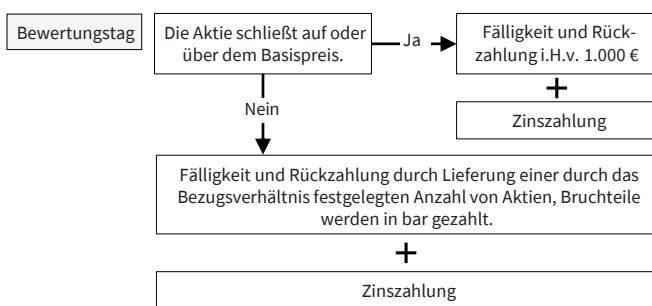 Bewertungstag
Die Aktie schließt auf oder
über dem Basispreis.
Ja
Fälligkeit und Rück-
zahlung i.H.v. 1.000 €
+
Zinszahlung
Nein
Fälligkeit und Rückzahlung durch Lieferung einer durch das
Bezugsverhältnis festgelegten Anzahl von Aktien, Bruchteile
werden in bar gezahlt.
+
Zinszahlung